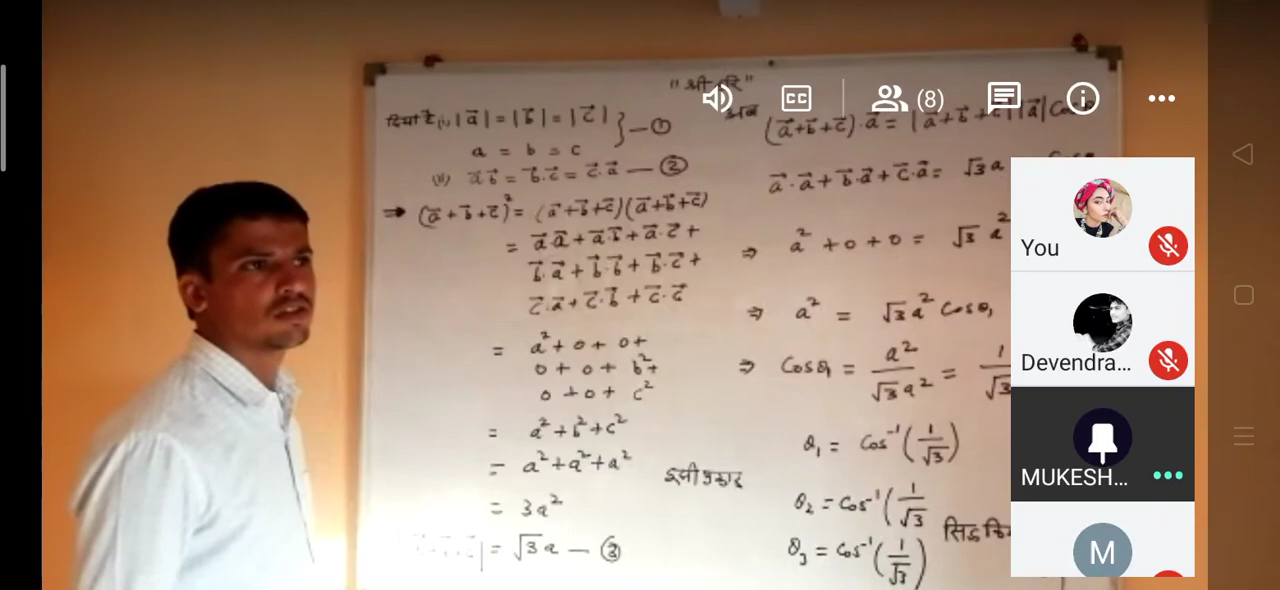 "श्री हरि"
दिया है (i) |a⃗| = |b⃗| = |c⃗| } — ①
a = b = c
(ii) a⃗.b⃗ = b⃗.c⃗ = c⃗.a⃗ — ②
⇒ (a⃗+b⃗+c⃗)² = (a⃗+b⃗+c⃗)(a⃗+b⃗+c⃗)
= a⃗.a⃗ + a⃗.b⃗ + a⃗.c⃗ +
b⃗.a⃗ + b⃗.b⃗ + b⃗.c⃗ +
c⃗.a⃗ + c⃗.b⃗ + c⃗.c⃗
= a² + 0 + 0 +
0 + 0 + b² +
0 + 0 + c²
= a² + b² + c²
= a² + a² + a²
= 3a²
= √3a — ③
अब (a⃗+b⃗+c⃗).a⃗ = |a⃗+b⃗+c⃗||a⃗|
a⃗.a⃗ + b⃗.a⃗ + c⃗.a⃗ = √3 a
⇒ a² + 0 + 0 = √3 a²
⇒ a² = √3 a² Cosθ₁
⇒ Cosθ₁ = a²/√3a² = 1/√3
θ₁ = Cos⁻¹(1/√3)
इसी प्रकार
θ₂ = Cos⁻¹(1/√3
θ₃ = Cos⁻¹(1/√3)
सिद्ध
CC
(8)
You
Devendra...
MUKESH...
M